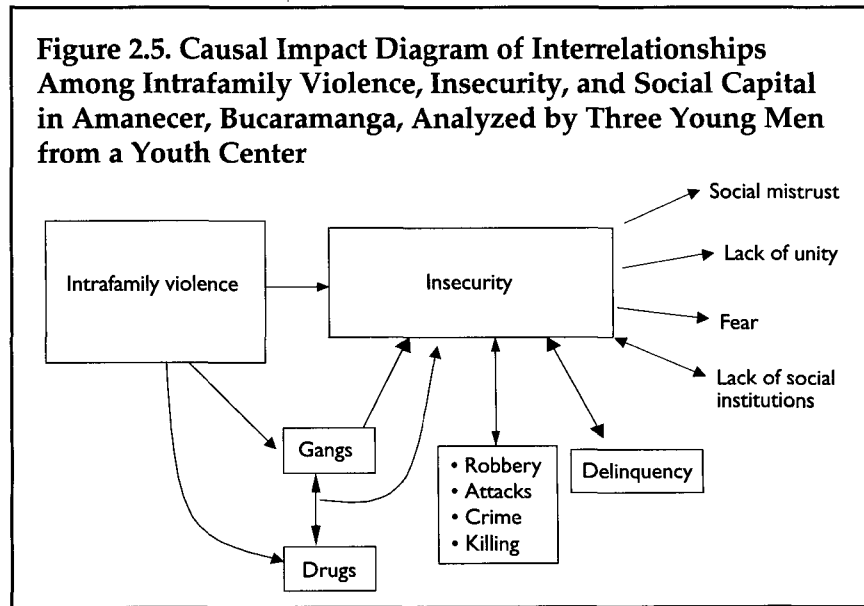 Figure 2.5. Causal Impact Diagram of Interrelationships
Among Intrafamily Violence, Insecurity, and Social Capital
in Amanecer, Bucaramanga, Analyzed by Three Young Men
from a Youth Center
Social mistrust
Intrafamily violence
Insecurity
Lack of unity
Fear
Lack of social
institutions
Gangs
• Robbery
• Attacks
• Crime
• Killing
Delinquency
Drugs